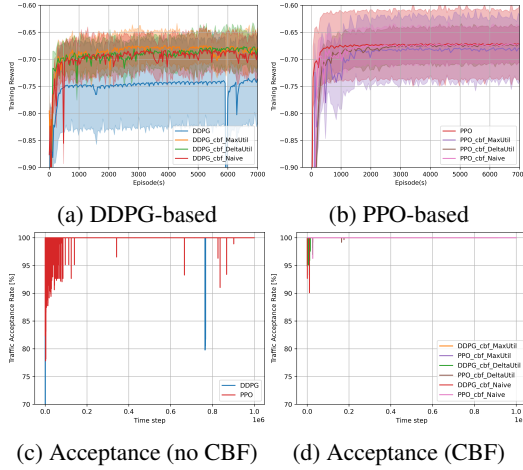 −0.60
−0.65
−0.70
−0.75
−0.80
−0.85
−0.90
Training Reward
0 1000 2000 3000 4000 5000 6000 7000
Episode(s)
DDPG
DDPG_cbf_MaxUtil
DDPG_cbf_DeltaUtil
DDPG_cbf_Naive
(a) DDPG-based
−0.60
−0.65
−0.70
−0.75
−0.80
−0.85
−0.90
Training Reward
0 1000 2000 3000 4000 5000 6000 7000
Episode(s)
PPO
PPO_cbf_MaxUtil
PPO_cbf_DeltaUtil
PPO_cbf_Naive
(b) PPO-based
100
95
90
85
80
75
70
Traffic Acceptance Rate [%]
0.0 0.2 0.4 0.6 0.8 1.0
1e6
Time step
DDPG
PPO
(c) Acceptance (no CBF)
100
95
90
85
80
75
70
Traffic Acceptance Rate [%]
0.0 0.2 0.4 0.6 0.8 1.0
1e6
Time step
DDPG_cbf_MaxUtil
PPO_cbf_MaxUtil
DDPG_cbf_DeltaUtil
PPO_cbf_DeltaUtil
DDPG_cbf_Naive
PPO_cbf_Naive
(d) Acceptance (CBF)